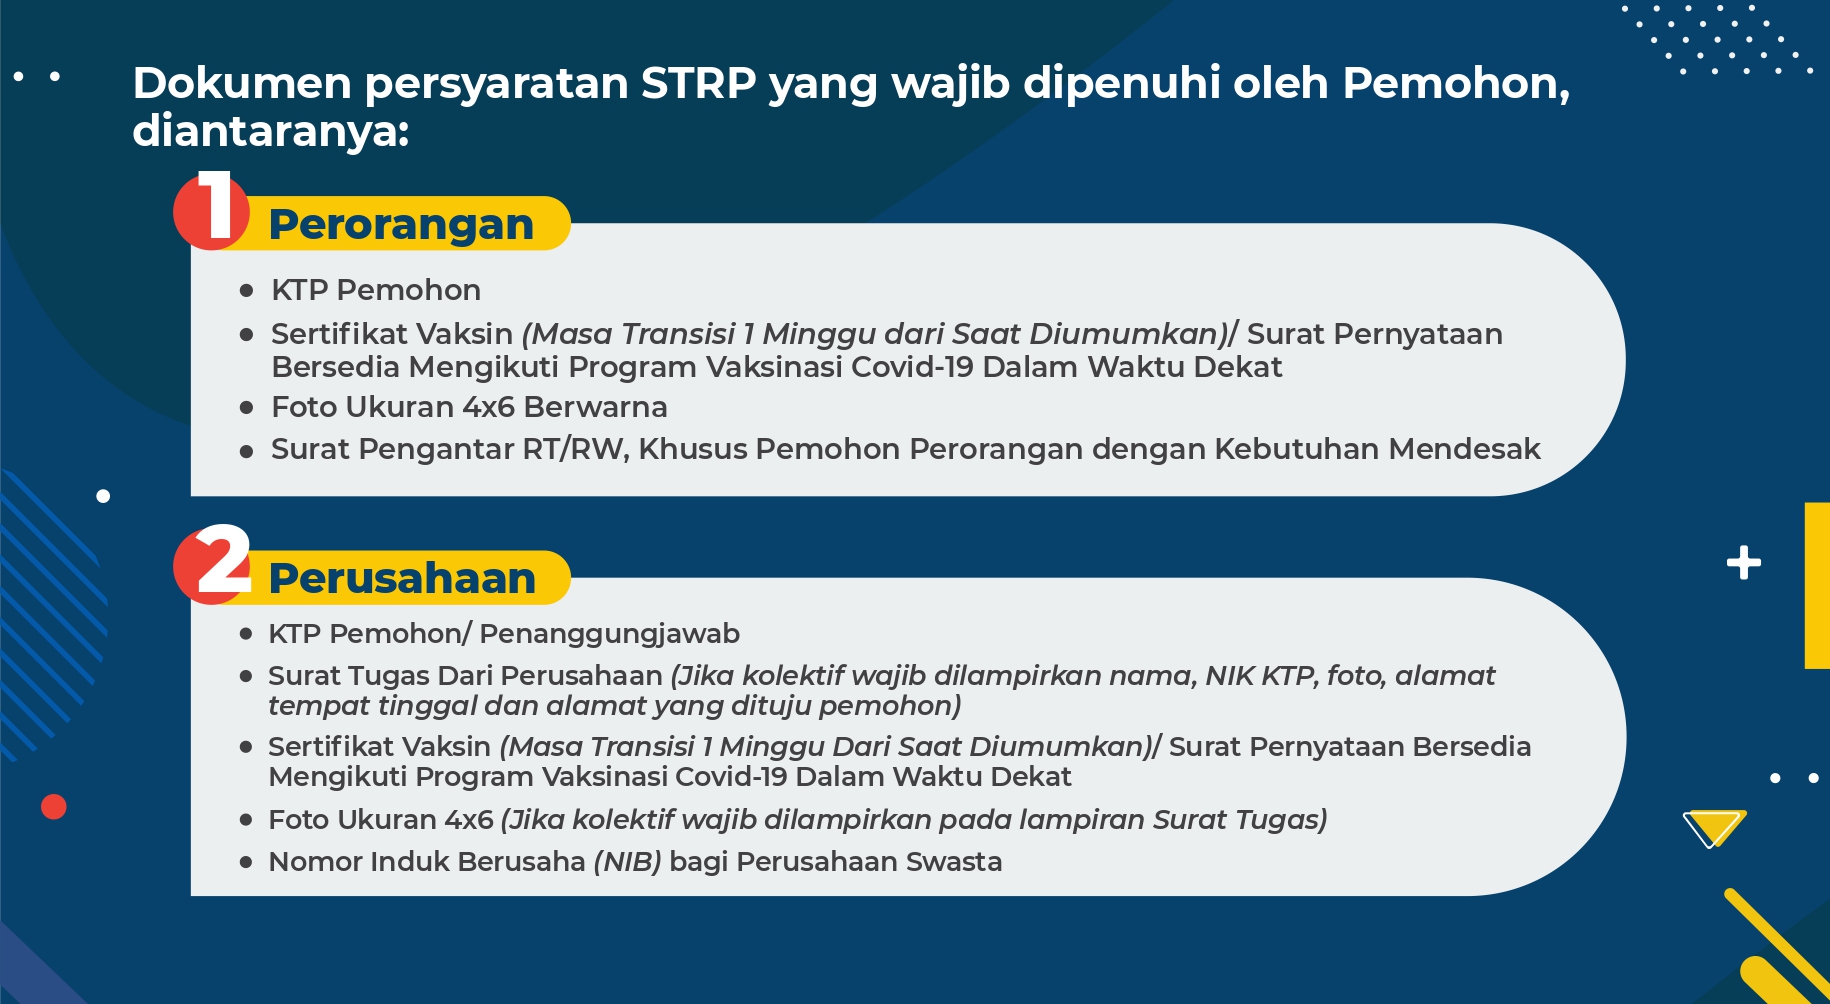 Dokumen persyaratan STRP yang wajib dipenuhi oleh Pemohon,
diantaranya:
1
Perorangan
● KTP Pemohon
● Sertifikat Vaksin (Masa Transisi 1 Minggu dari Saat Diumumkan)/ Surat Pernyataan
Bersedia Mengikuti Program Vaksinasi Covid-19 Dalam Waktu Dekat
● Foto Ukuran 4x6 Berwarna
● Surat Pengantar RT/RW, Khusus Pemohon Perorangan dengan Kebutuhan Mendesak
2
Perusahaan
● KTP Pemohon/ Penanggungjawab
● Surat Tugas Dari Perusahaan (Jika kolektif wajib dilampirkan nama, NIK KTP, foto, alamat
tempat tinggal dan alamat yang dituju pemohon)
● Sertifikat Vaksin (Masa Transisi 1 Minggu Dari Saat Diumumkan)/ Surat Pernyataan Bersedia
Mengikuti Program Vaksinasi Covid-19 Dalam Waktu Dekat
● Foto Ukuran 4x6 (Jika kolektif wajib dilampirkan pada lampiran Surat Tugas)
● Nomor Induk Berusaha (NIB) bagi Perusahaan Swasta